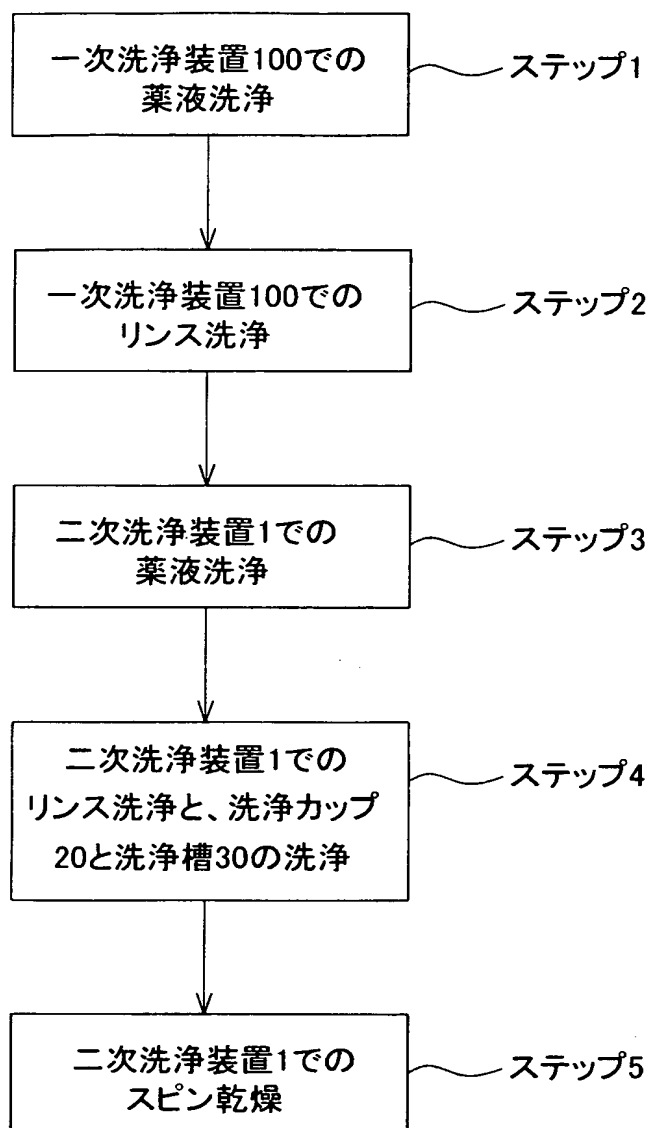 一次洗浄装置100での
薬液洗浄
ステップ1
一次洗浄装置100での
リンス洗浄
ステップ2
二次洗浄装置1での
薬液洗浄
ステップ3
二次洗浄装置1での
リンス洗浄と、洗浄カップ
20と洗浄槽30の洗浄
ステップ4
二次洗浄装置1での
スピン乾燥
ステップ5